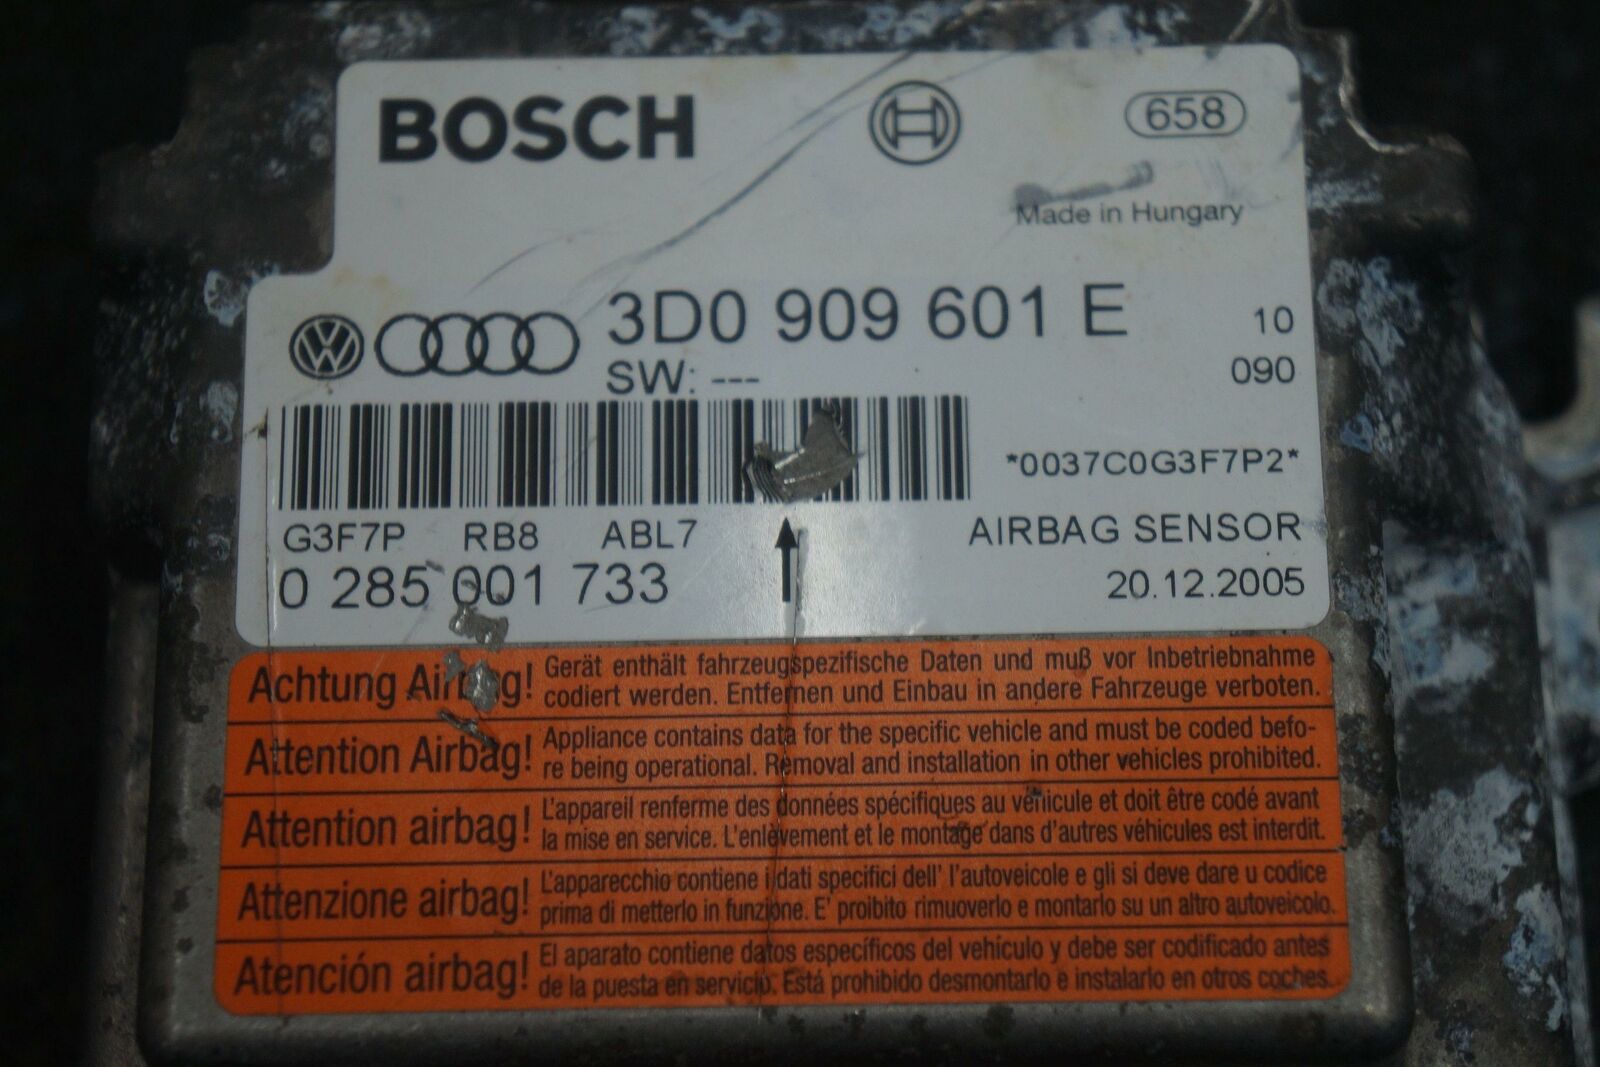 BOSCH
658
Made in Hungary
3D0 909 601 E
10
SW: ---
090
*0037C0G3F7P2*
G3F7P RB8 ABL7
AIRBAG SENSOR
0 285 001 733
20.12.2005
Achtung Airbag!
Gerät enthält fahrzeugspezifische Daten und muß vor Inbetriebnahme
codiert werden. Entfernen und Einbau in andere Fahrzeuge verboten.
Attention Airbag!
Appliance contains data for the specific vehicle and must be coded befo-
re being operational. Removal and installation in other vehicles prohibited.
Attention airbag!
L'appareil renferme des données spécifiques au véhicule et doit être codé avant
la mise en service. L'enlèvement et le montage dans d'autres véhicules est interdit.
Attenzione airbag!
L'apparecchio contiene i dati specifici dell' l'autoveicole e gli si deve dare u codice
prima di metterlo in funzione. E' proibito rimuoverlo e montarlo su un altro autoveicolo.
Atención airbag!
El aparato contiene datos específicos del vehículo y debe ser codificado antes
de la puesta en servicio. Está prohibido desmontarlo e instalarlo en otros coches.